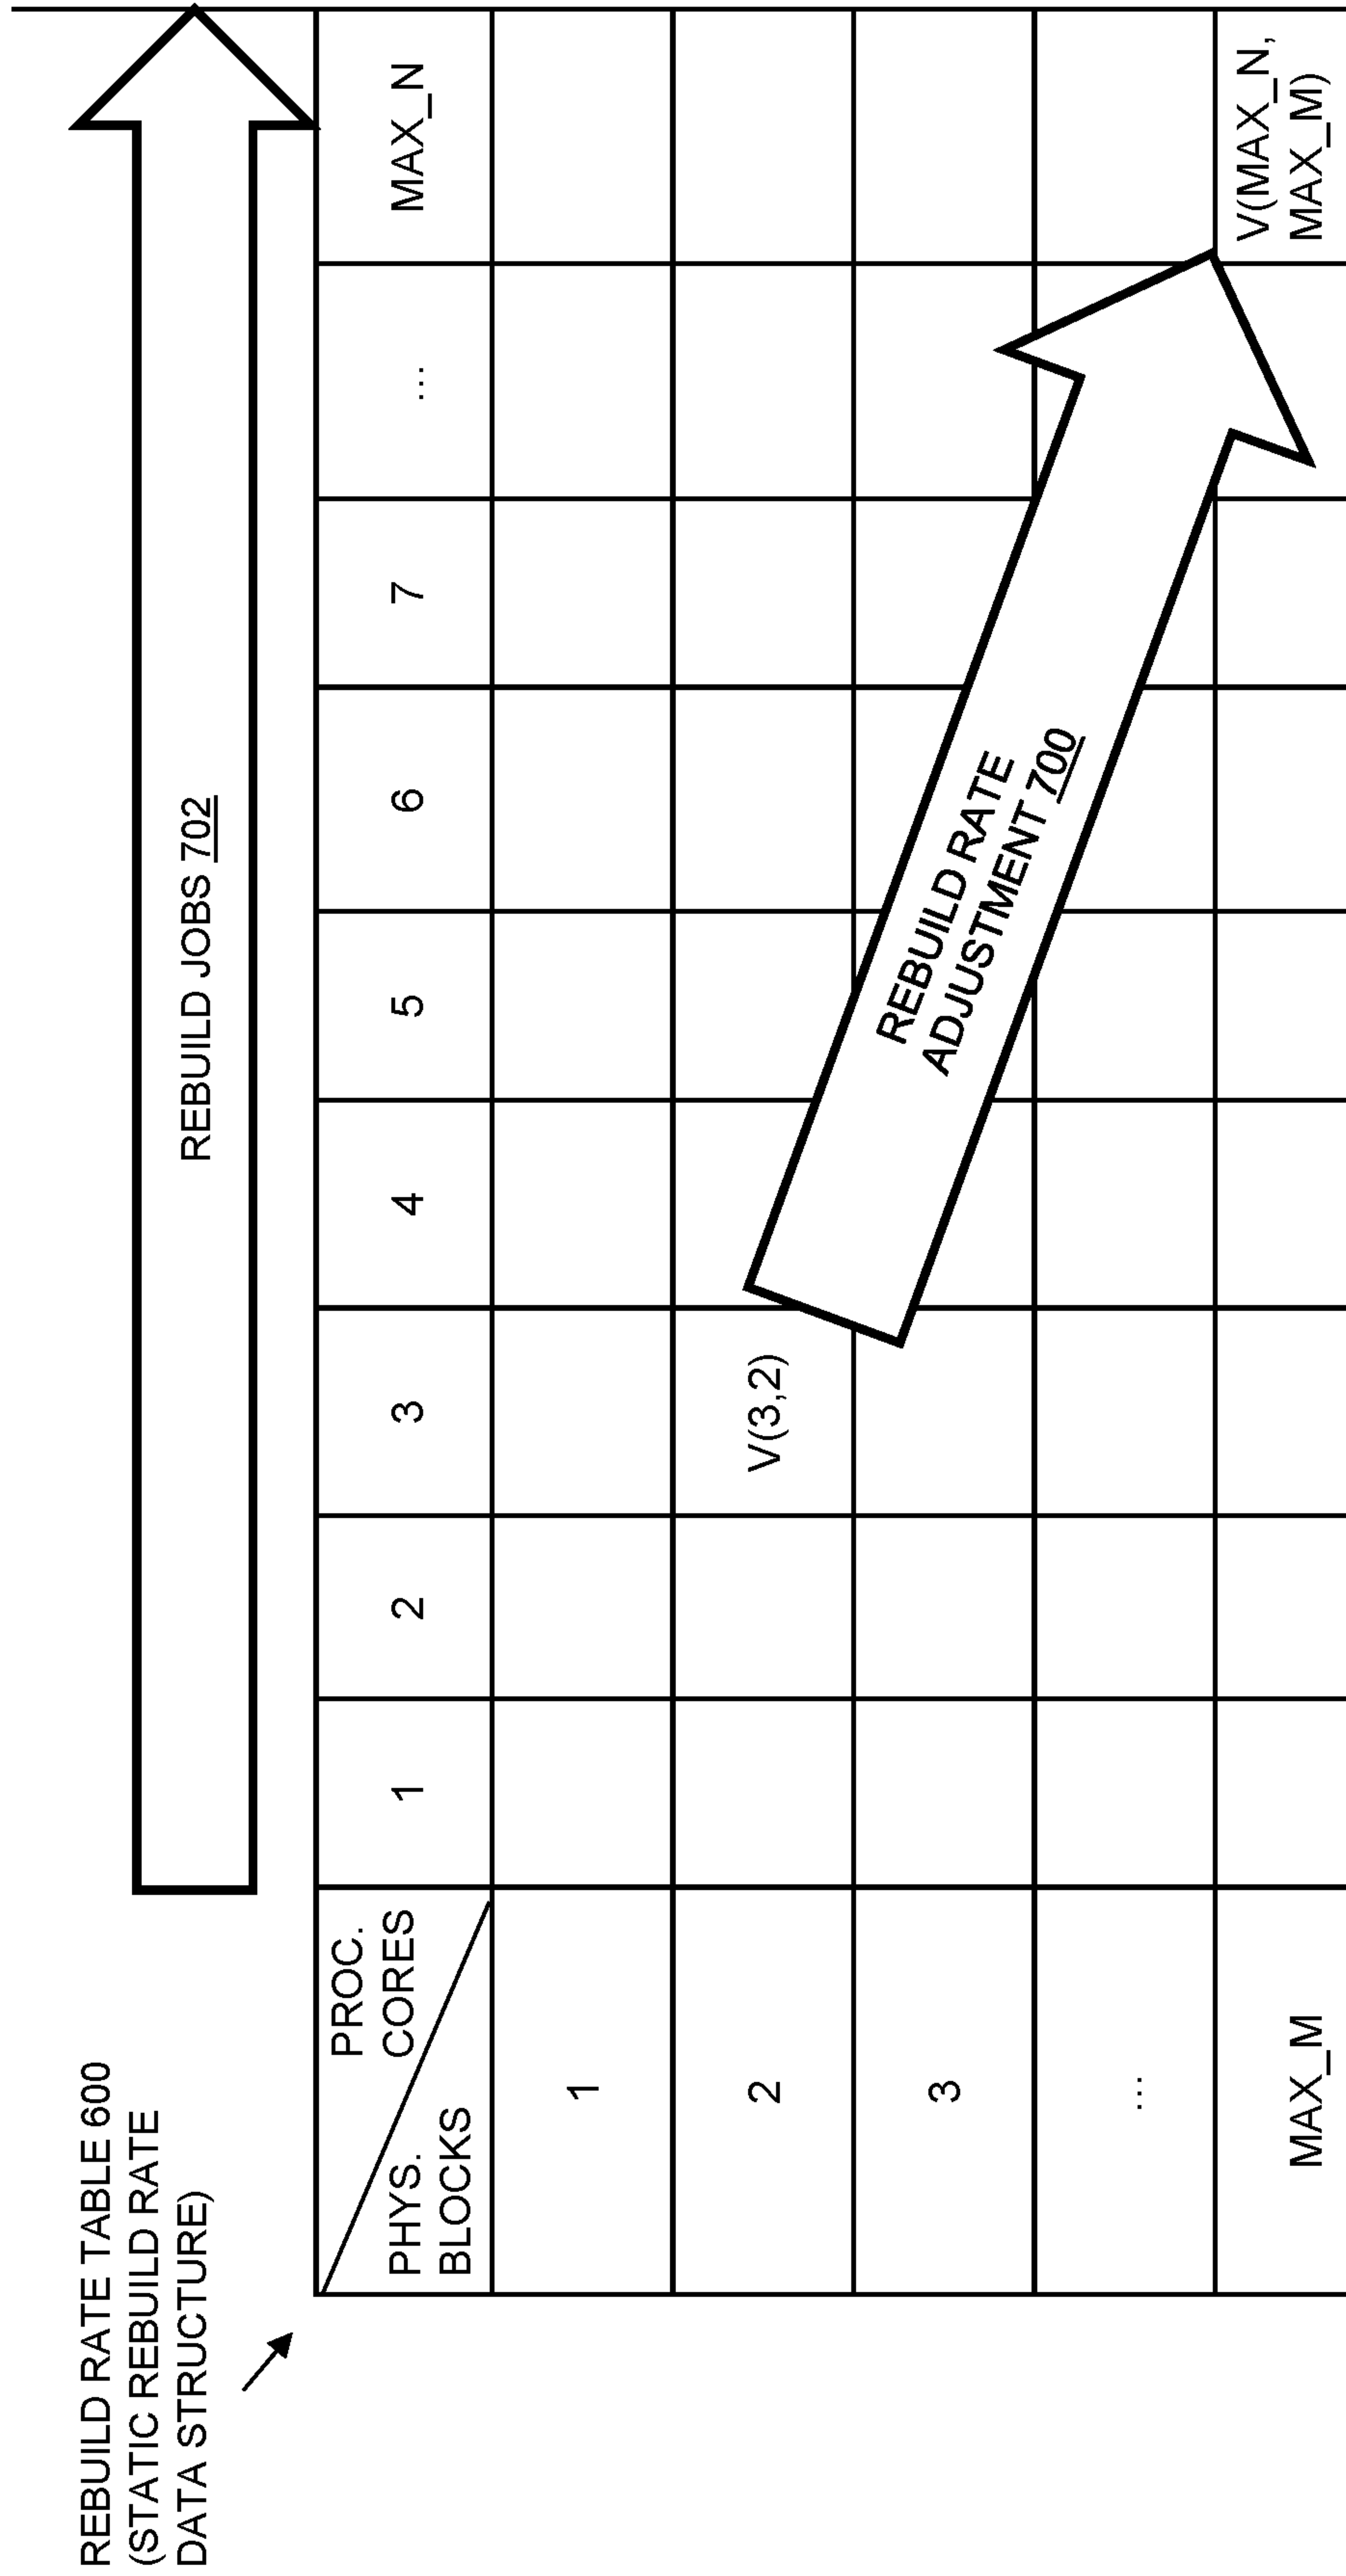 REBUILD RATE TABLE 600
(STATIC REBUILD RATE
DATA STRUCTURE)
REBUILD JOBS 702
PROC.
CORES
PHYS.
BLOCKS
1
2
3
4
5
6
7
...
MAX_N
1
2
V(3,2)
3
REBUILD RATE
ADJUSTMENT 700
...
MAX_M
V(MAX_N,
MAX_M)